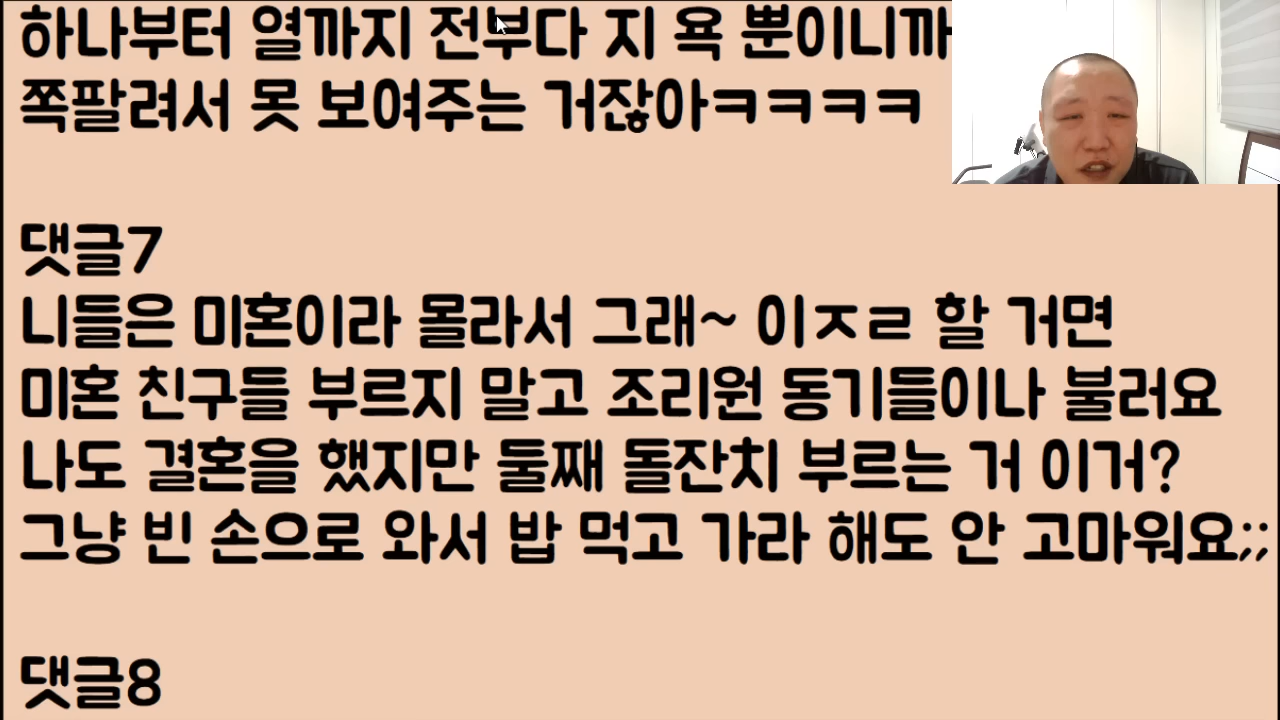 하나부터 열까지 전부다 지 욕 뿐이니까
쪽팔려서 못 보여주는 거잖아ㅋㅋㅋㅋ
댓글7
니들은 미혼이라 몰라서 그래~ 이ㅈㄹ 할 거면
미혼 친구들 부르지 말고 조리원 동기들이나 불러요
나도 결혼을 했지만 둘째 돌잔치 부르는 거 이거?
그냥 빈 손으로 와서 밥 먹고 가라 해도 안 고마워요;;
댓글8